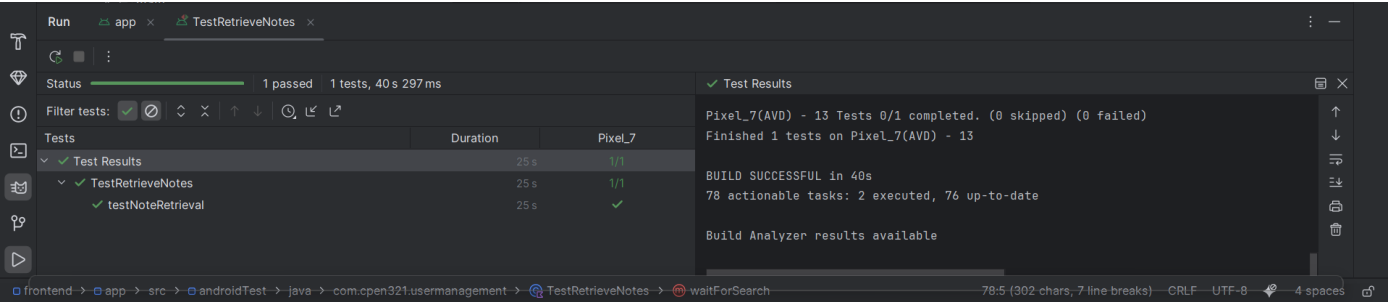 Run app TestRetrieveNotes
Status 1 passed 1 tests, 40 s 297 ms
Filter tests:
Tests Duration Pixel_7
Test Results 25 s 1/1
TestRetrieveNotes 25 s 1/1
testNoteRetrieval 25 s
Test Results
Pixel_7(AVD) - 13 Tests 0/1 completed. (0 skipped) (0 failed)
Finished 1 tests on Pixel_7(AVD) - 13
BUILD SUCCESSFUL in 40s
78 actionable tasks: 2 executed, 76 up-to-date
Build Analyzer results available
frontend > app > src > androidTest > java > com.cpen321.usermanagement > TestRetrieveNotes > waitForSearch 78:5 (302 chars, 7 line breaks) CRLF UTF-8 4 spaces